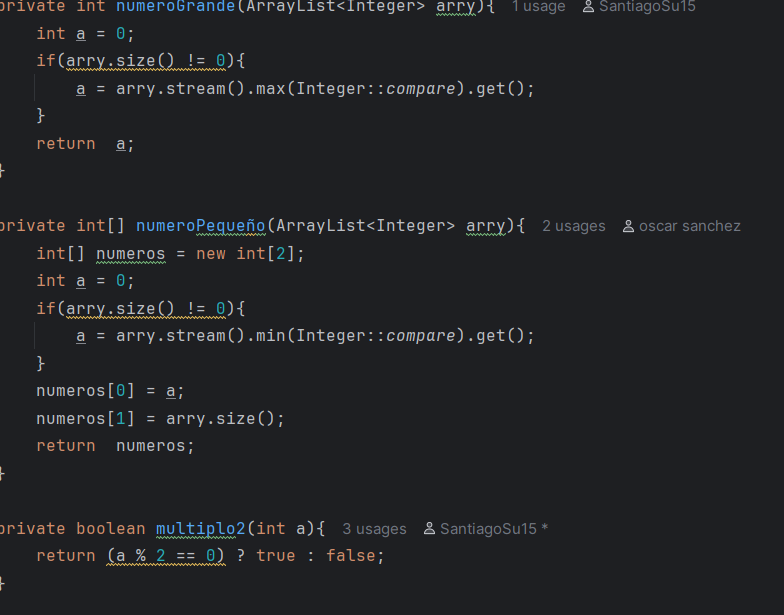 private int numeroGrande(ArrayList<Integer> arry){ 1 usage SantiagoSu15
int a = 0;
if(arry.size() != 0){
a = arry.stream().max(Integer::compare).get();
}
return a;
}
private int[] numeroPequeño(ArrayList<Integer> arry){ 2 usages oscar sanchez
int[] numeros = new int[2];
int a = 0;
if(arry.size() != 0){
a = arry.stream().min(Integer::compare).get();
}
numeros[0] = a;
numeros[1] = arry.size();
return numeros;
}
private boolean multiplo2(int a){ 3 usages SantiagoSu15 *
return (a % 2 == 0) ? true : false;
}